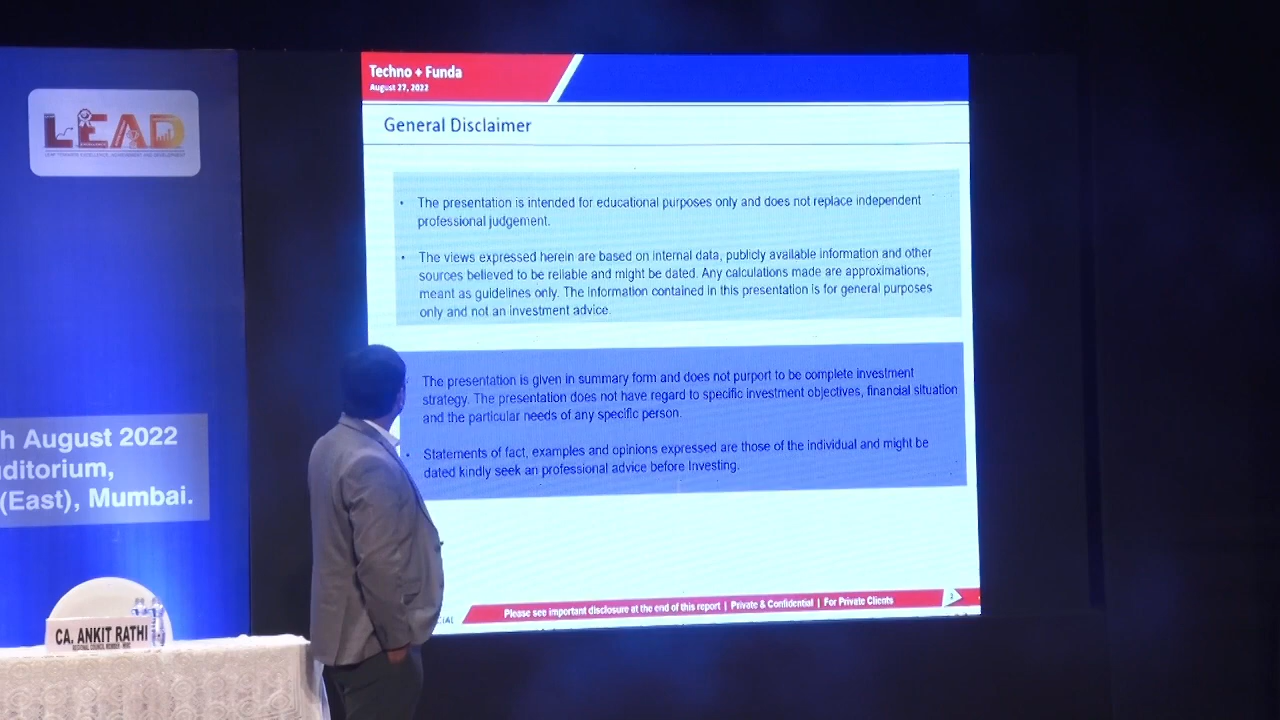 LEAD
Techno + Funda
August 27, 2022
General Disclaimer
• The presentation is intended for educational purposes only and does not replace independent
professional judgement.
• The views expressed herein are based on internal data, publicly available information and other
sources believed to be reliable and might be dated. Any calculations made are approximations,
meant as guidelines only. The information contained in this presentation is for general purposes
only and not an investment advice.
The presentation is given in summary form and does not purport to be complete investment
strategy. The presentation does not have regard to specific investment objectives, financial situation
and the particular needs of any specific person.
• Statements of fact, examples and opinions expressed are those of the individual and might be
dated kindly seek an professional advice before Investing.
Please see important disclosure at the end of this report | Private & Confidential | For Private Clients
2
CIAL
h August 2022
ditorium,
(East), Mumbai.
CA. ANKIT RATHI
REGIONAL COUNCIL MEMBER - WIRC